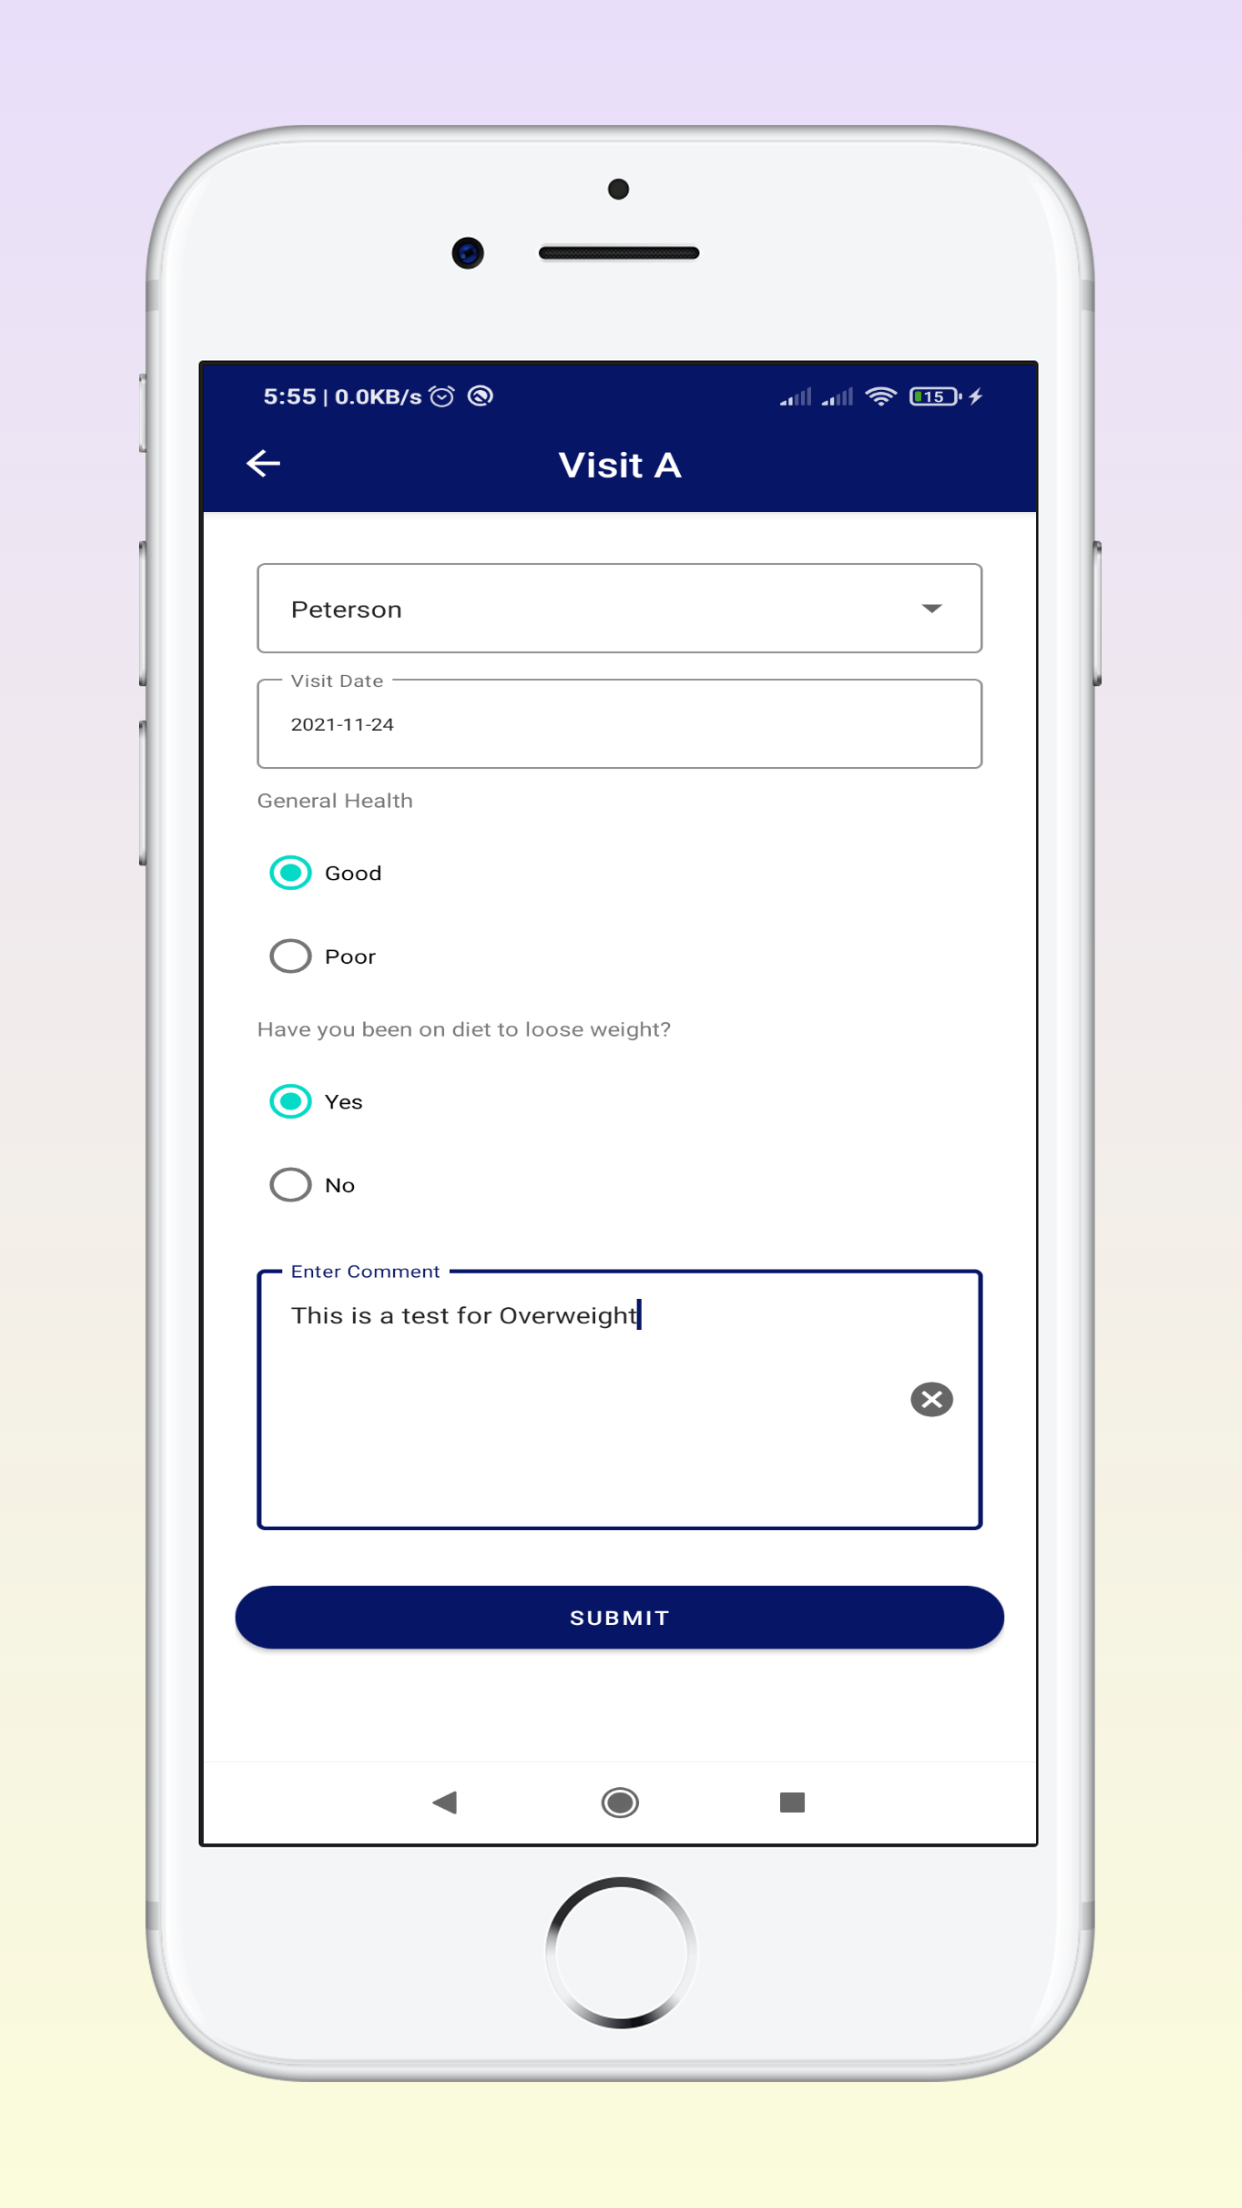 5:55 | 0.0KB/s 15
Visit A
Peterson
Visit Date
2021-11-24
General Health
Good
Poor
Have you been on diet to loose weight?
Yes
No
Enter Comment
This is a test for Overweight
SUBMIT